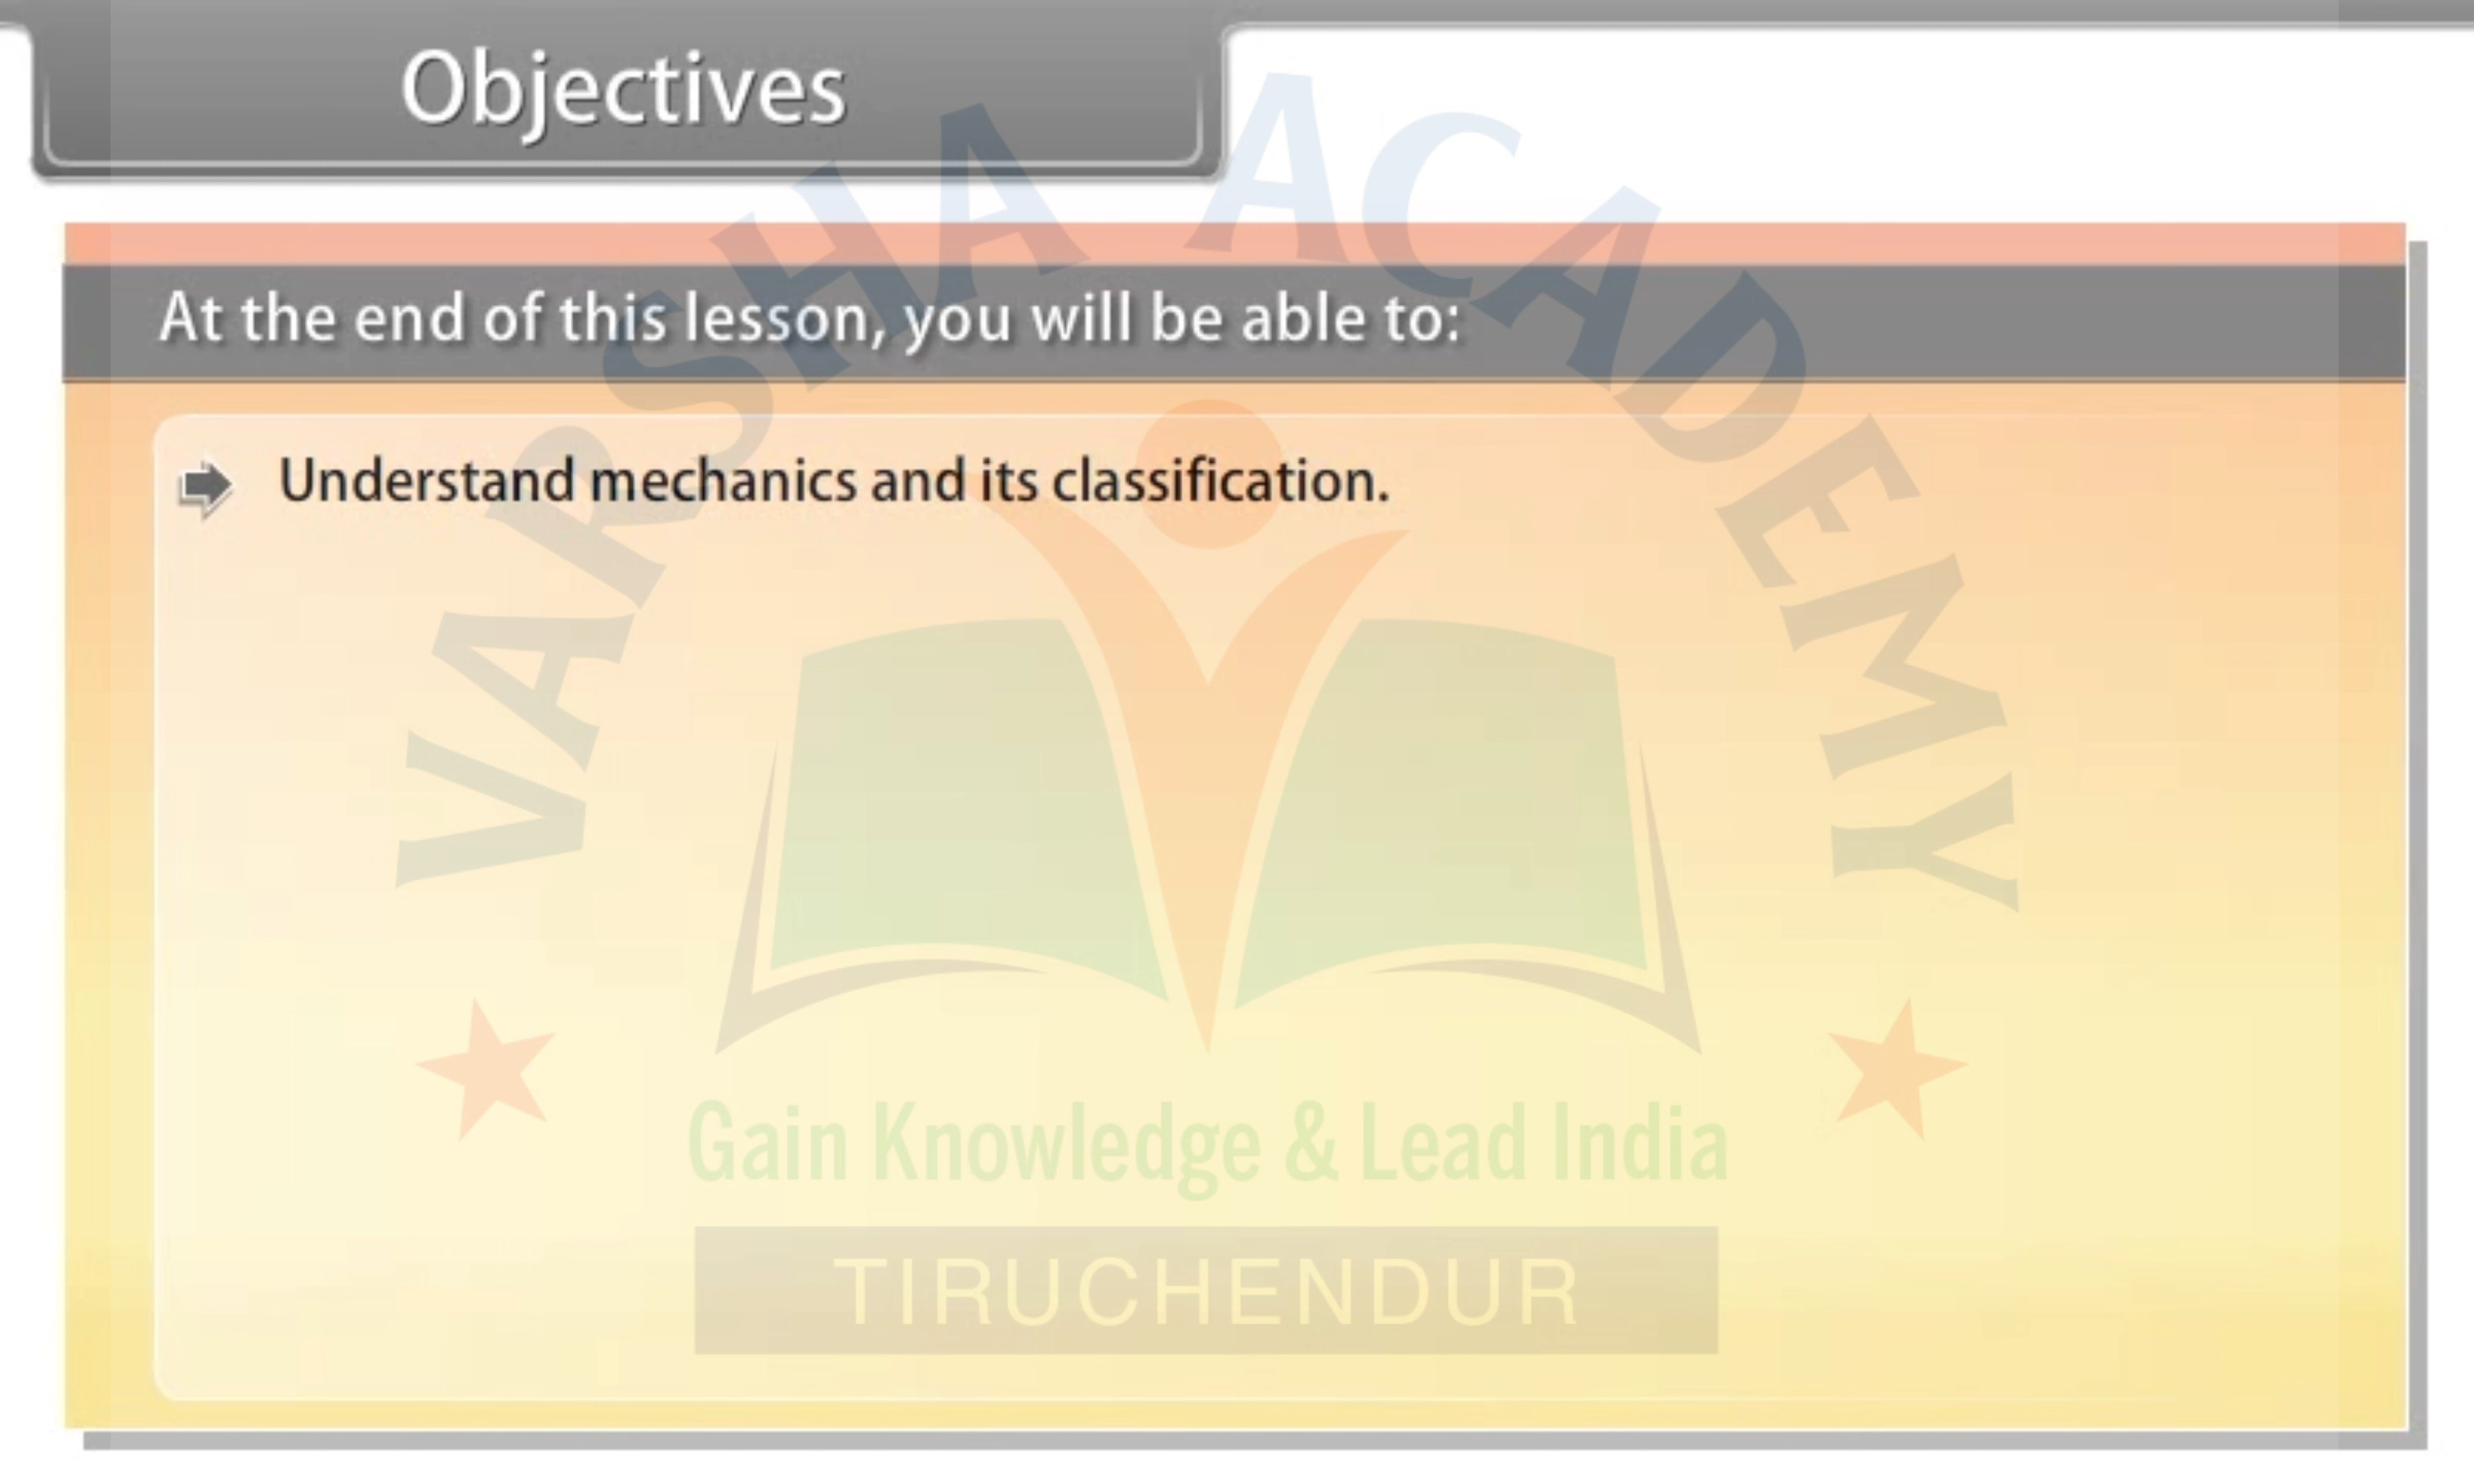 Objectives
VARSHA ACADEMY
At the end of this lesson, you will be able to:
Understand mechanics and its classification.
Gain Knowledge & Lead India
TIRUCHENDUR